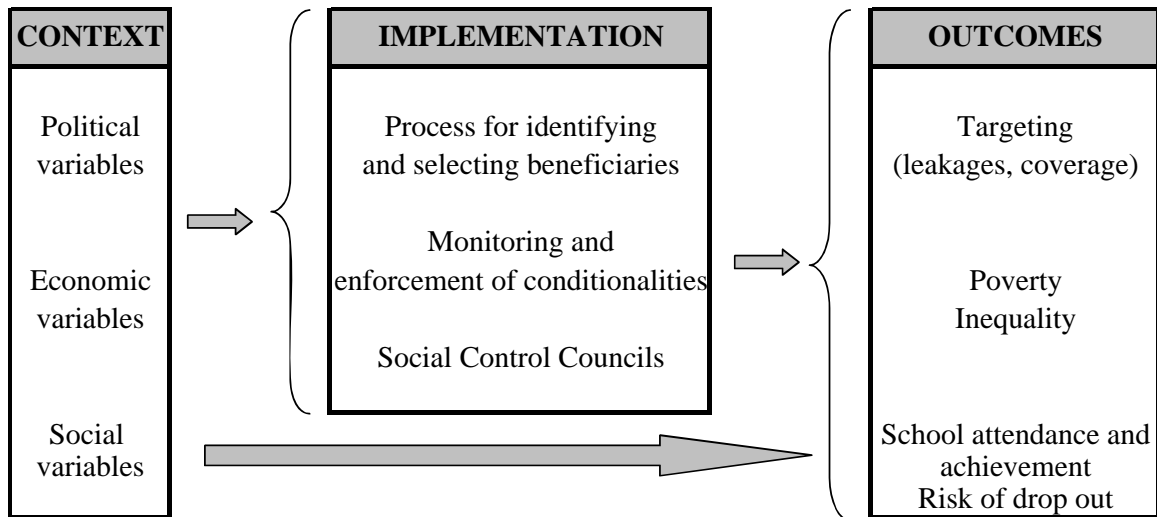 CONTEXT
Political
variables
Economic
variables
Social
variables
IMPLEMENTATION
Process for identifying
and selecting beneficiaries
Monitoring and
enforcement of conditionalities
Social Control Councils
OUTCOMES
Targeting
(leakages, coverage)
Poverty
Inequality
School attendance and
achievement
Risk of drop out